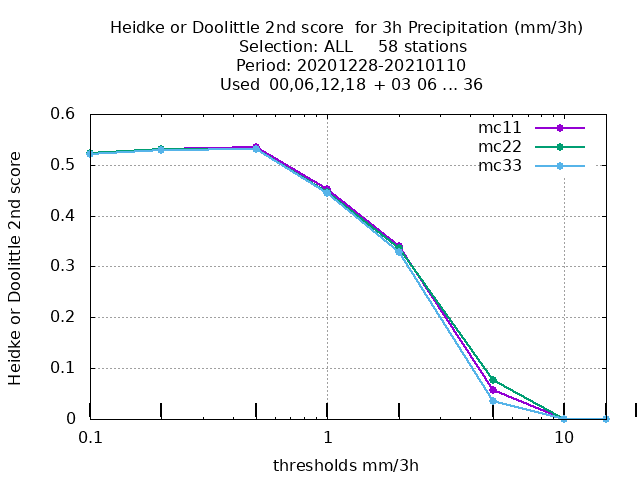 Heidke or Doolittle 2nd score  for 3h Precipitation (mm/3h)
Selection: ALL     58 stations
Period: 20201228-20210110
Used  00,06,12,18  + 03 06 ... 36
mc11
mc22
mc33
Heidke or Doolittle 2nd score
0.6
0.5
0.4
0.3
0.2
0.1
0
0.1
1
10
thresholds mm/3h